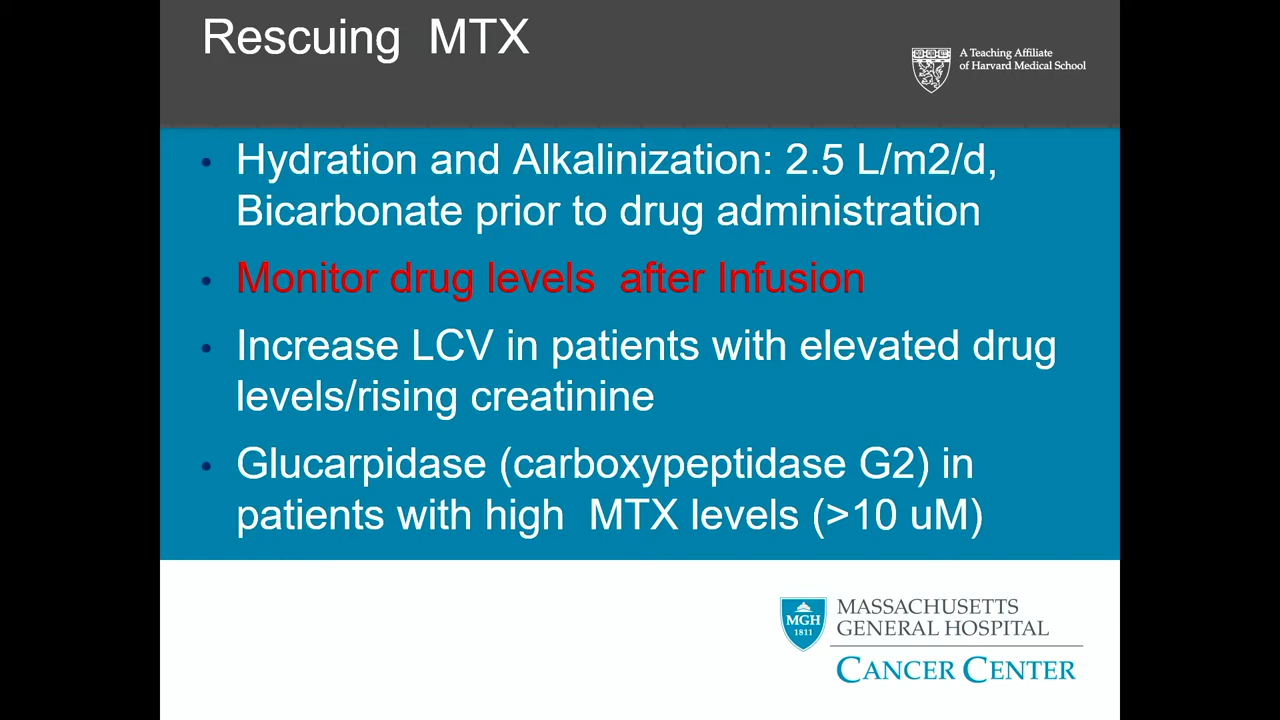 Rescuing  MTX
A Teaching Affiliate
of Harvard Medical School
• Hydration and Alkalinization: 2.5 L/m2/d,
Bicarbonate prior to drug administration
• Monitor drug levels  after Infusion
• Increase LCV in patients with elevated drug
levels/rising creatinine
• Glucarpidase (carboxypeptidase G2) in
patients with high  MTX levels (>10 uM)
MGH
1811
MASSACHUSETTS
GENERAL HOSPITAL
CANCER CENTER